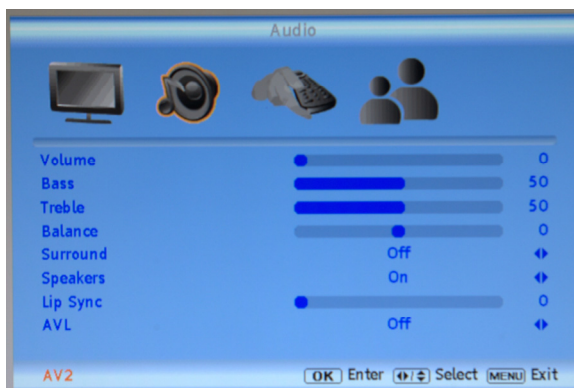 Audio
Volume 0
Bass 50
Treble 50
Balance 0
Surround Off
Speakers On
Lip Sync 0
AVL Off
AV2 OK Enter / Select MENU Exit